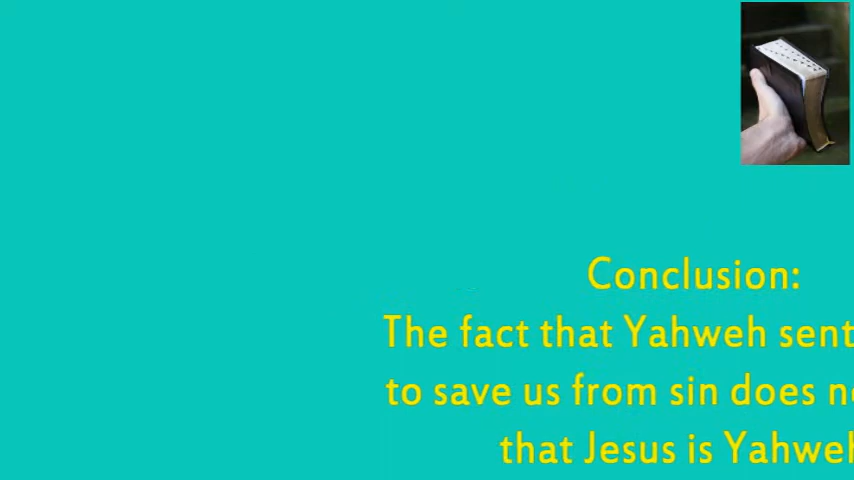 Conclusion:
The fact that Yahweh sent
to save us from sin does
that Jesus is Yahweh